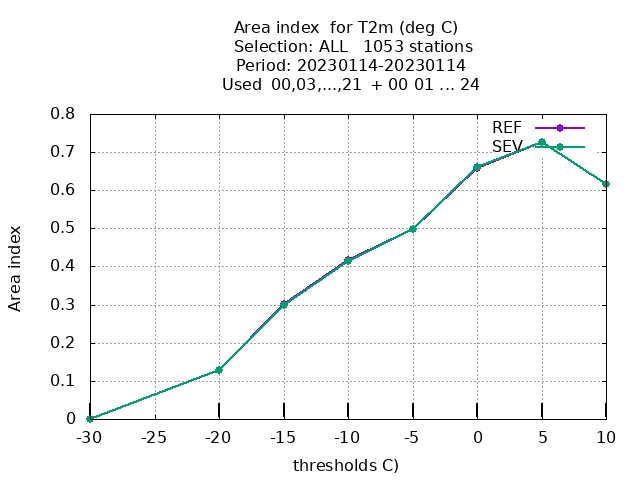 Area index  for T2m (deg C)
Selection: ALL   1053 stations
Period: 20230114-20230114
Used  00,03,...,21  + 00 01 ... 24
REF
SEV
0.8
0.7
0.6
0.5
0.4
0.3
0.2
0.1
0
Area index
-30 -25 -20 -15 -10 -5 0 5 10
thresholds C)